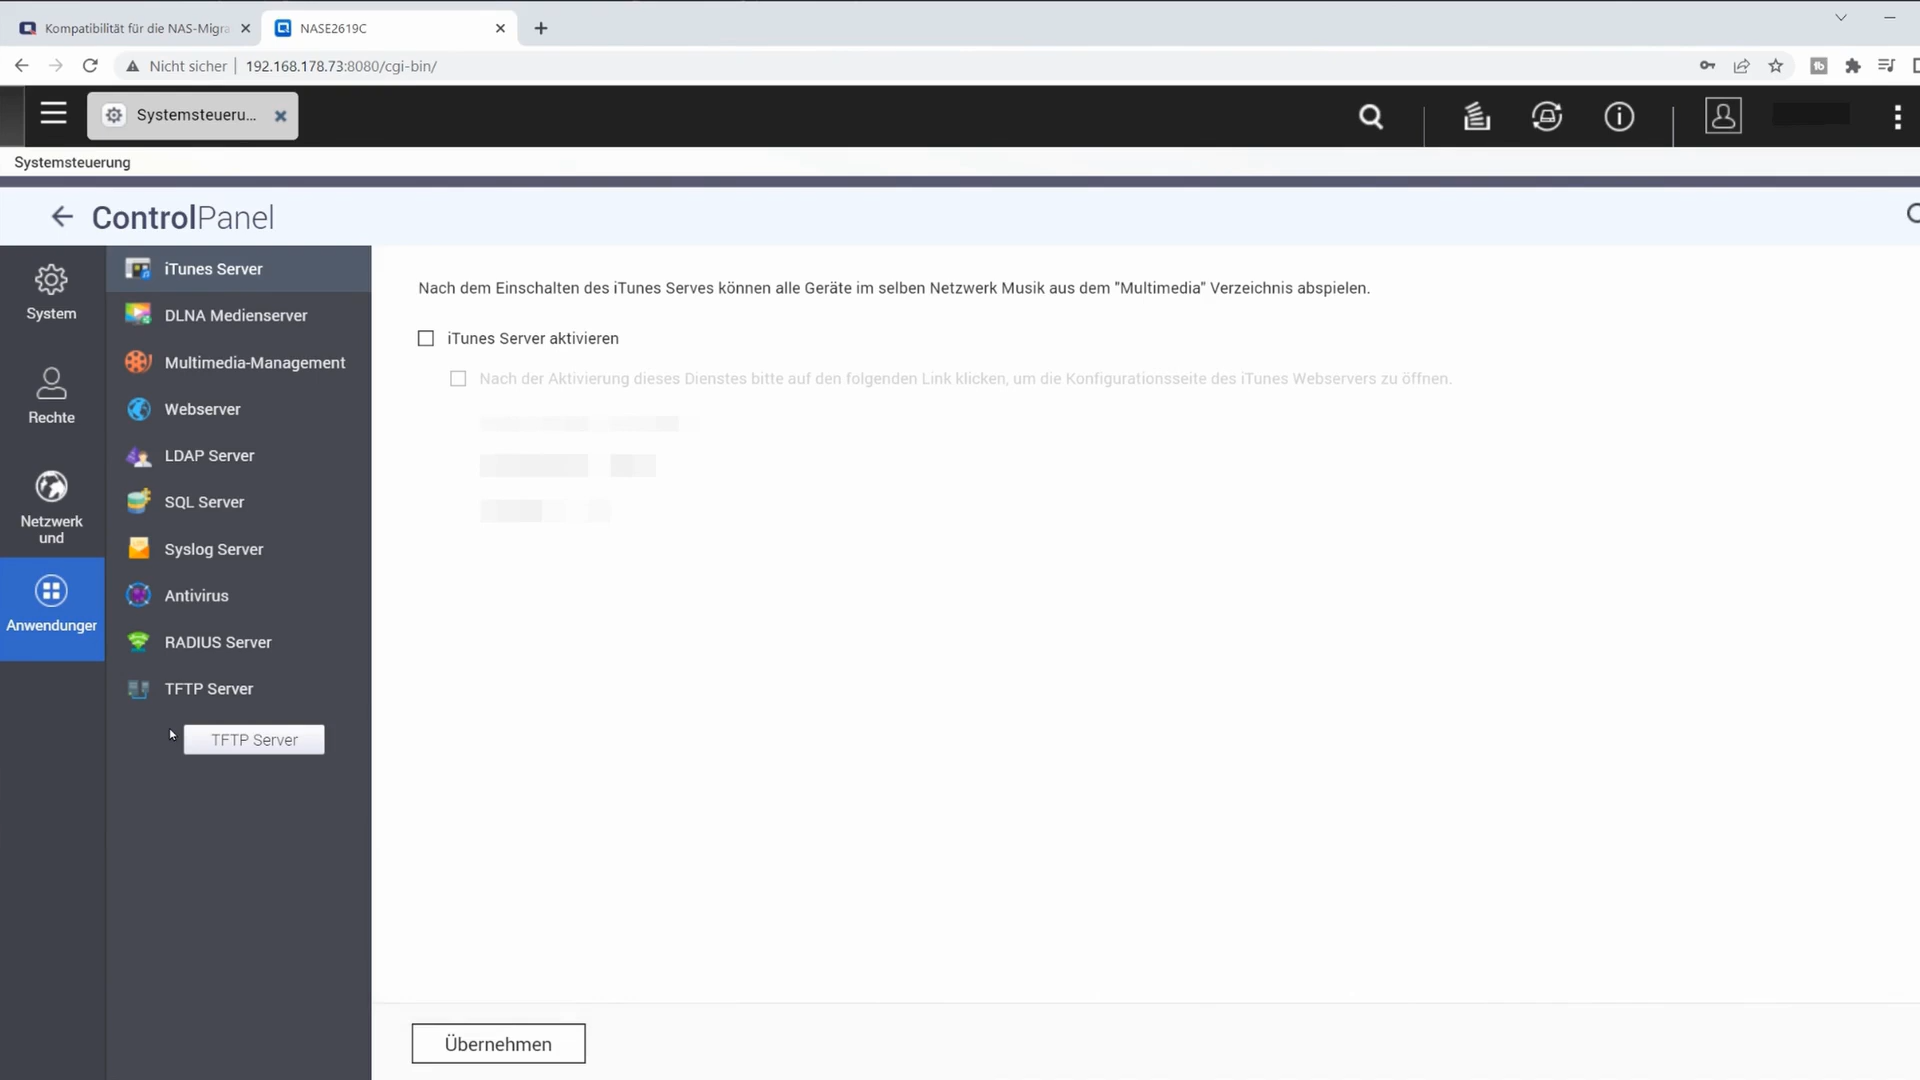 Kompatibilität für die NAS-Migra
NASE2619C
Nicht sicher
192.168.178.73:8080/cgi-bin/
Systemsteueru...
Systemsteuerung
ControlPanel
System
Rechte
Netzwerk
und
Anwendunger
iTunes Server
DLNA Medienserver
Multimedia-Management
Webserver
LDAP Server
SQL Server
Syslog Server
Antivirus
RADIUS Server
TFTP Server
TFTP Server
Nach dem Einschalten des iTunes Serves können alle Geräte im selben Netzwerk Musik aus dem "Multimedia" Verzeichnis abspielen.
iTunes Server aktivieren
Nach der Aktivierung dieses Dienstes bitte auf den folgenden Link klicken, um die Konfigurationsseite des iTunes Webservers zu öffnen.
Übernehmen